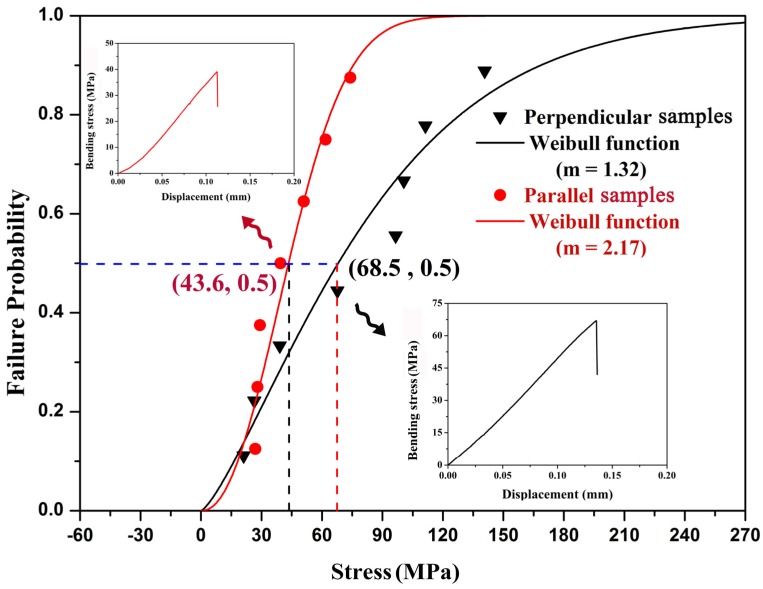 1.0
0.8
0.6
0.4
0.2
0.0
Failure Probability
-60 -30 0 30 60 90 120 150 180 210 240 270
Stress (MPa)
50
40
30
20
10
0
Bending stress (MPa)
0.00 0.05 0.10 0.15 0.20
Displacement (mm)
Perpendicular samples
Weibull function
(m = 1.32)
Parallel samples
Weibull function
(m = 2.17)
(43.6, 0.5)
(68.5 , 0.5)
75
60
45
30
15
0
Bending stress (MPa)
0.00 0.05 0.10 0.15 0.20
Displacement (mm)